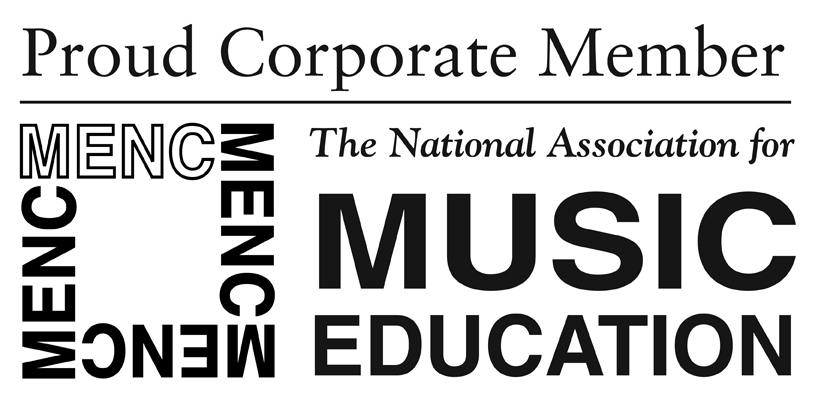 Proud Corporate Member
MENC
MENC
MENC
MENC
The National Association for
MUSIC
EDUCATION